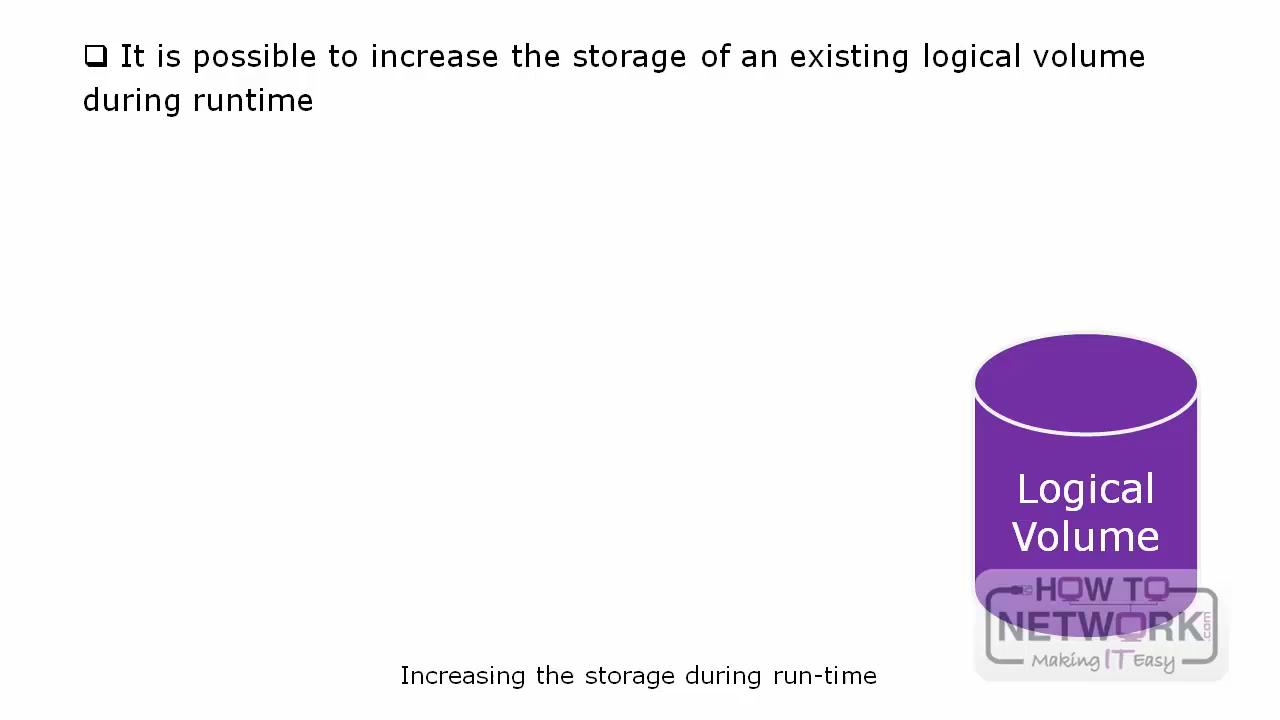 ❑ It is possible to increase the storage of an existing logical volume
during runtime
Logical
Volume
HOW TO
NETWORK.com
Making IT Easy
Increasing the storage during run-time